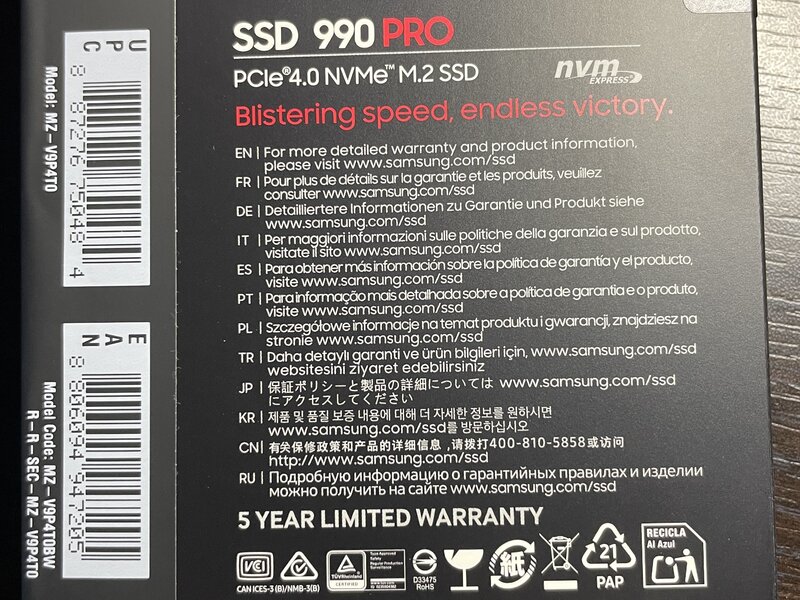 SSD 990 PRO
PCIe®4.0 NVMe™ M.2 SSD
nvm
EXPRESS
Blistering speed, endless victory.
EN | For more detailed warranty and product information,
please visit www.samsung.com/ssd
FR | Pour plus de détails sur la garantie et les produits, veuillez
consulter www.samsung.com/ssd
DE | Detailliertere Informationen zu Garantie und Produkt siehe
www.samsung.com/ssd
IT | Per maggiori informazioni sulle politiche della garanzia e sul prodotto,
visitate il sito www.samsung.com/ssd
ES | Para obtener más información sobre la política de garantía y el producto,
visite www.samsung.com/ssd
PT | Para informação mais detalhada sobre a política de garantia e o produto,
visite www.samsung.com/ssd
PL | Szczegółowe informacje na temat produktu i gwarancji, znajdziesz na
stronie www.samsung.com/ssd
TR | Daha detaylı garanti ve ürün bilgileri için, www.samsung.com/ssd
websitesini ziyaret edebilirsiniz
JP | 保証ポリシーと製品の詳細については www.samsung.com/ssd
にアクセスしてください
KR | 제품 및 품질 보증 내용에 대해 더 자세한 정보를 원하시면
www.samsung.com/ssd를 방문하십시오
CN | 有关保修政策和产品的详细信息，请拨打400-810-5858或访问
http://www.samsung.com/ssd
RU | Подробную информацию о гарантийных правилах и изделии
можно получить на сайте www.samsung.com/ssd
5 YEAR LIMITED WARRANTY
VCI
CAN ICES-3 (B)/NMB-3(B)
TÜVRheinland
CERTIFIED
Type Approved
Safety
Regular Production
Surveillance
D33475
RoHS
紙
21
PAP
RECICLA
Al Azul
UPC
8 87276 75048 4
Model: MZ-V9P4T0
EAN
8 806094 947205
Model Code: MZ-V9P4T0BW
R-R-SEC-MZ-V9P4T0